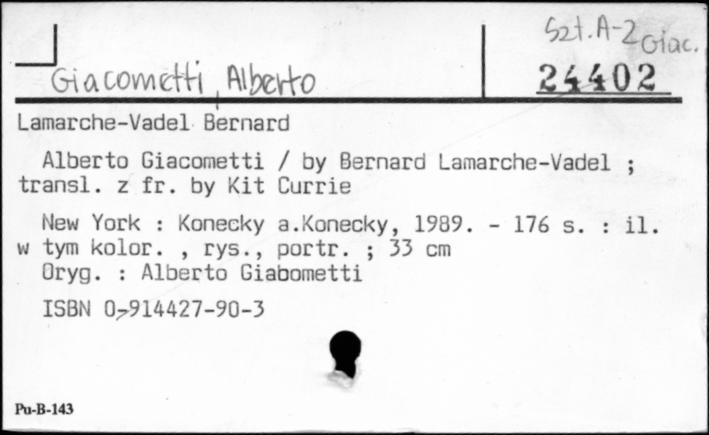 Szt. A-2 Giac.
Giacometti, Alberto
24402
Lamarche-Vadel Bernard
Alberto Giacometti / by Bernard Lamarche-Vadel ;
transl. z fr. by Kit Currie
New York : Konecky a.Konecky, 1989. - 176 s. : il.
w tym kolor. , rys., portr. ; 33 cm
Oryg. : Alberto Giabometti
ISBN 0-914427-90-3
Pu-B-143